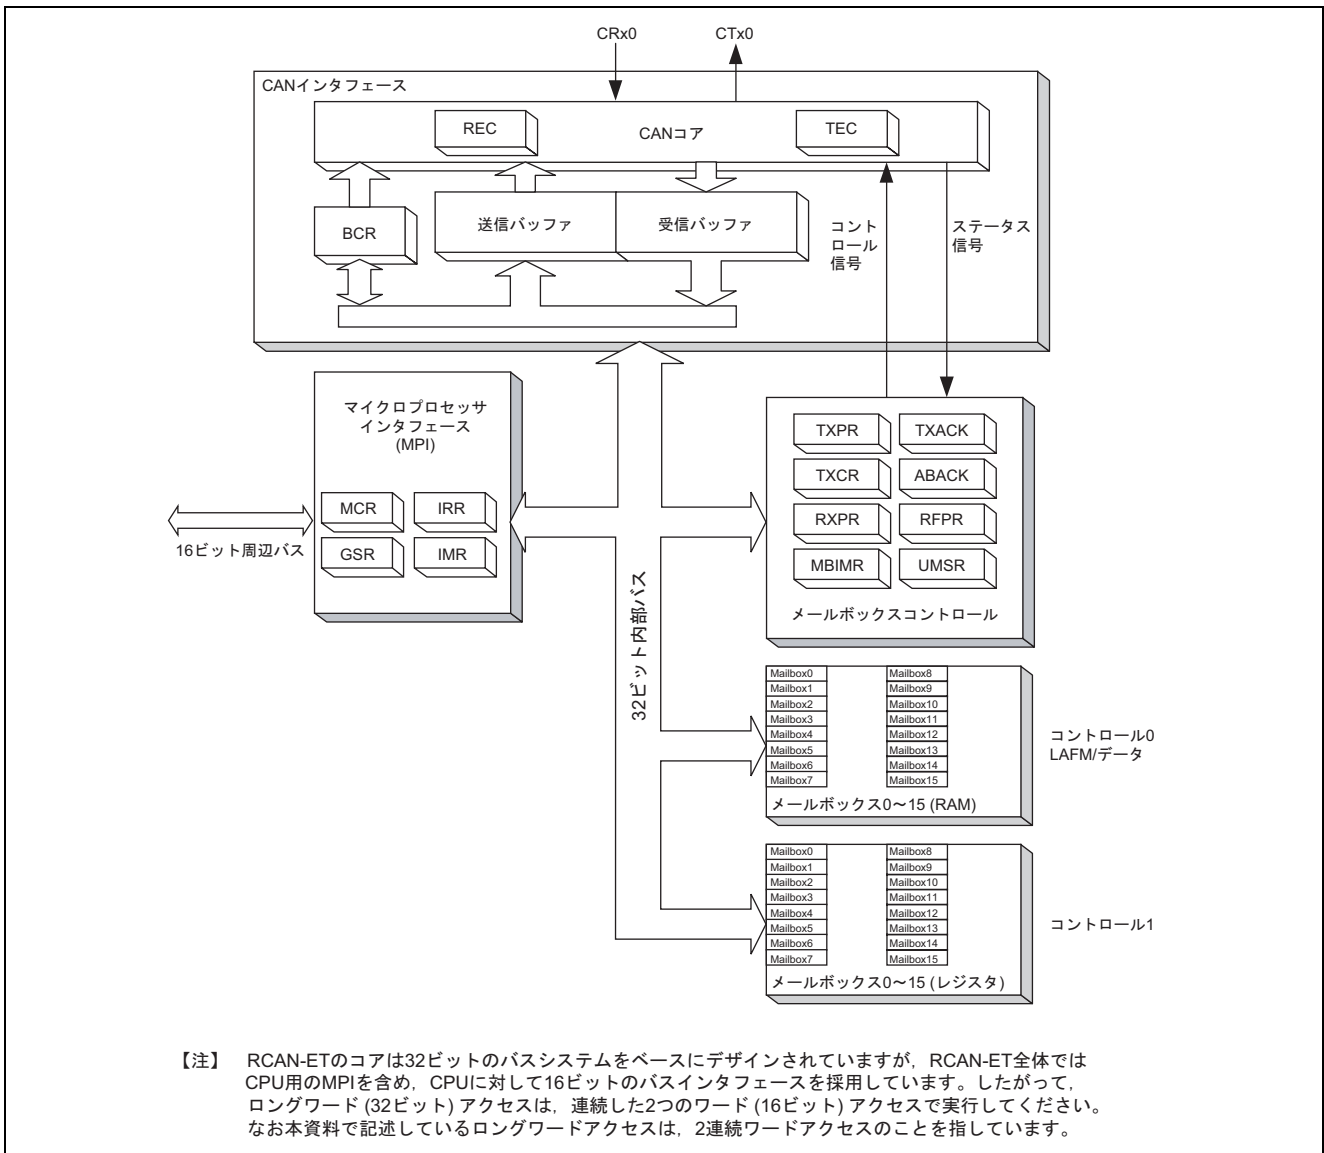 CRx0
CTx0
CANインタフェース
REC
CANコア
TEC
BCR
送信バッファ
受信バッファ
コント
ロール
信号
ステータス
信号
マイクロプロセッサ
インタフェース
(MPI)
MCR
IRR
GSR
IMR
16ビット周辺バス
32ビット内部バス
TXPR
TXACK
TXCR
ABACK
RXPR
RFPR
MBIMR
UMSR
メールボックスコントロール
Mailbox0
Mailbox1
Mailbox2
Mailbox3
Mailbox4
Mailbox5
Mailbox6
Mailbox7
Mailbox8
Mailbox9
Mailbox10
Mailbox11
Mailbox12
Mailbox13
Mailbox14
Mailbox15
メールボックス0〜15 (RAM)
コントロール0
LAFM/データ
Mailbox0
Mailbox1
Mailbox2
Mailbox3
Mailbox4
Mailbox5
Mailbox6
Mailbox7
Mailbox8
Mailbox9
Mailbox10
Mailbox11
Mailbox12
Mailbox13
Mailbox14
Mailbox15
メールボックス0〜15 (レジスタ)
コントロール1
【注】 RCAN-ETのコアは32ビットのバスシステムをベースにデザインされていますが，RCAN-ET全体では
CPU用のMPIを含め，CPUに対して16ビットのバスインタフェースを採用しています。したがって，
ロングワード (32ビット) アクセスは，連続した2つのワード (16ビット) アクセスで実行してください。
なお本資料で記述しているロングワードアクセスは，2連続ワードアクセスのことを指しています。